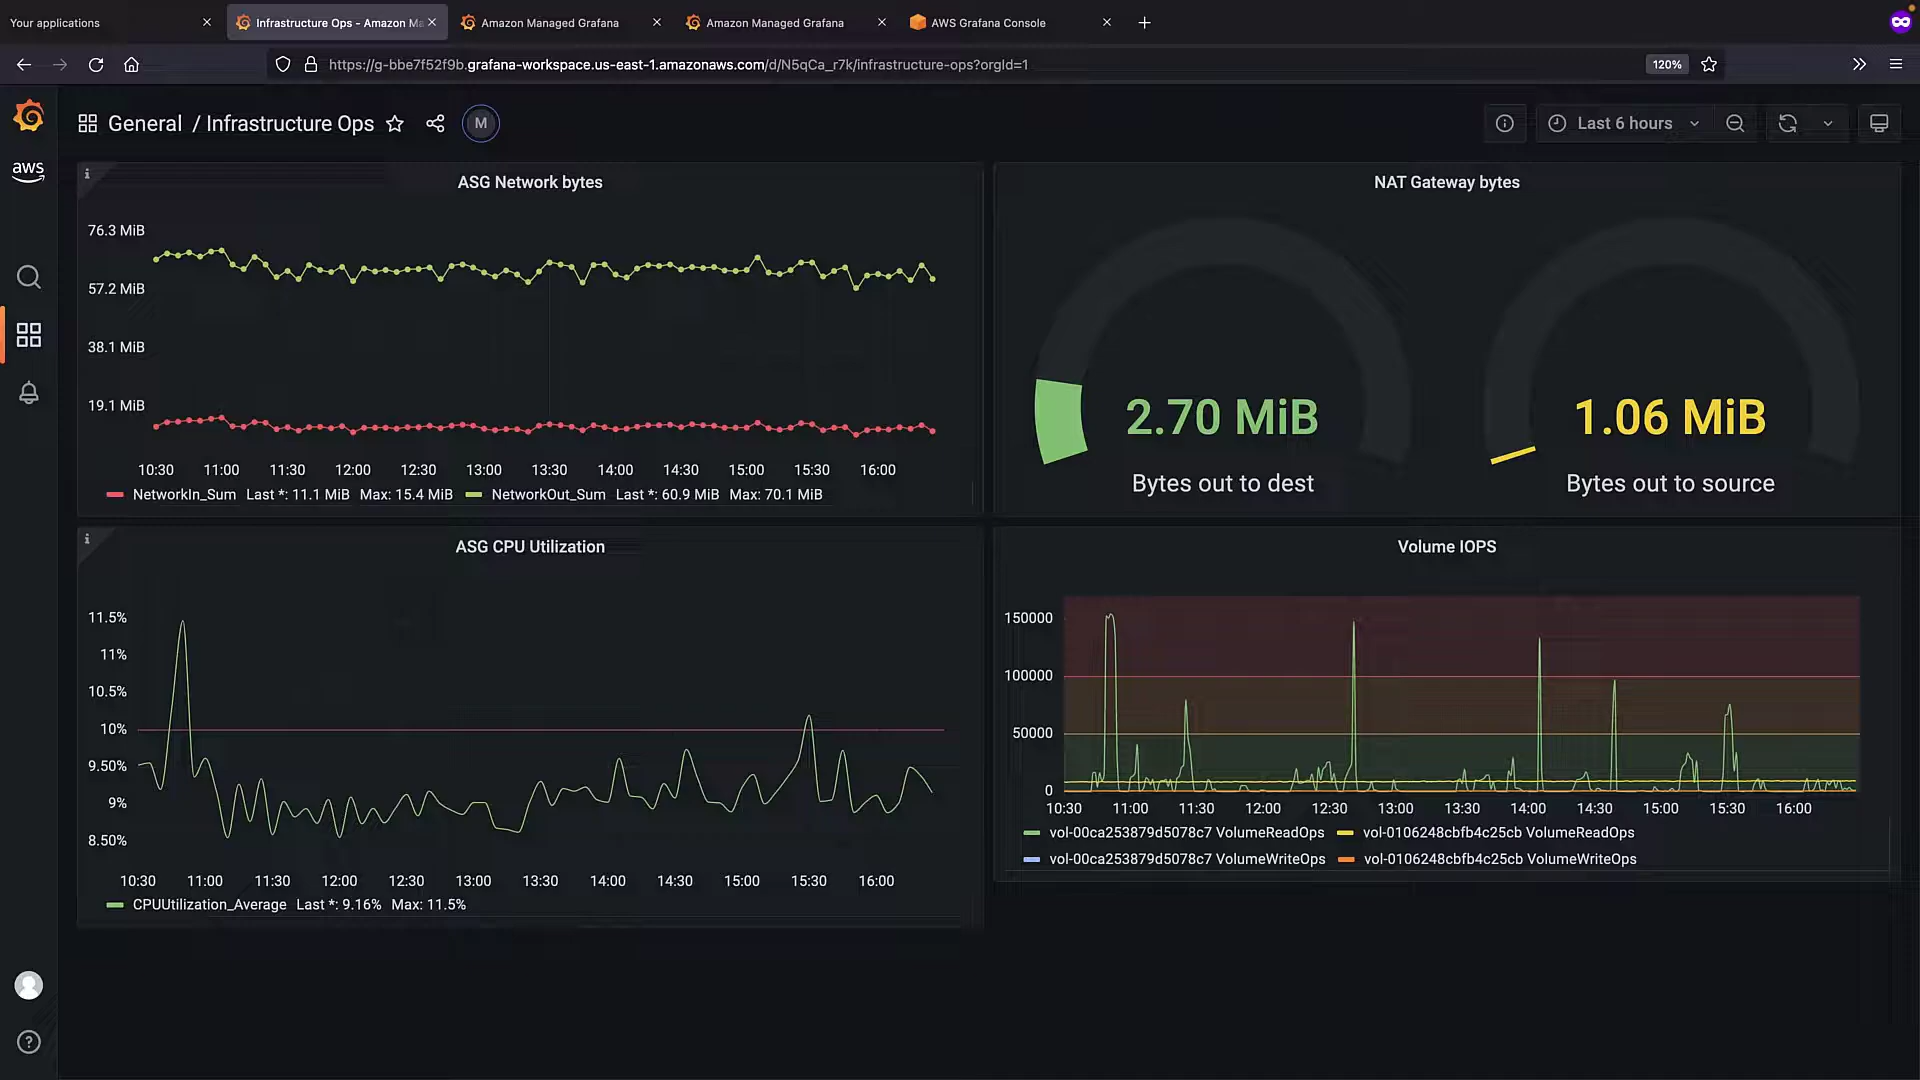 Your applications
Infrastructure Ops - Amazon Ma
Amazon Managed Grafana
Amazon Managed Grafana
AWS Grafana Console
https://g-bbe7f52f9b.grafana-workspace.us-east-1.amazonaws.com/d/N5qCa_r7k/infrastructure-ops?orgId=1
120%
General / Infrastructure Ops
M
Last 6 hours
aws
i
ASG Network bytes
76.3 MiB
57.2 MiB
38.1 MiB
19.1 MiB
10:30 11:00 11:30 12:00 12:30 13:00 13:30 14:00 14:30 15:00 15:30 16:00
NetworkIn_Sum Last *: 11.1 MiB Max: 15.4 MiB NetworkOut_Sum Last *: 60.9 MiB Max: 70.1 MiB
NAT Gateway bytes
2.70 MiB
Bytes out to dest
1.06 MiB
Bytes out to source
i
ASG CPU Utilization
11.5%
11%
10.5%
10%
9.50%
9%
8.50%
10:30 11:00 11:30 12:00 12:30 13:00 13:30 14:00 14:30 15:00 15:30 16:00
CPUUtilization_Average Last *: 9.16% Max: 11.5%
Volume IOPS
150000
100000
50000
0
10:30 11:00 11:30 12:00 12:30 13:00 13:30 14:00 14:30 15:00 15:30 16:00
vol-00ca253879d5078c7 VolumeReadOps vol-0106248cbfb4c25cb VolumeReadOps
vol-00ca253879d5078c7 VolumeWriteOps vol-0106248cbfb4c25cb VolumeWriteOps